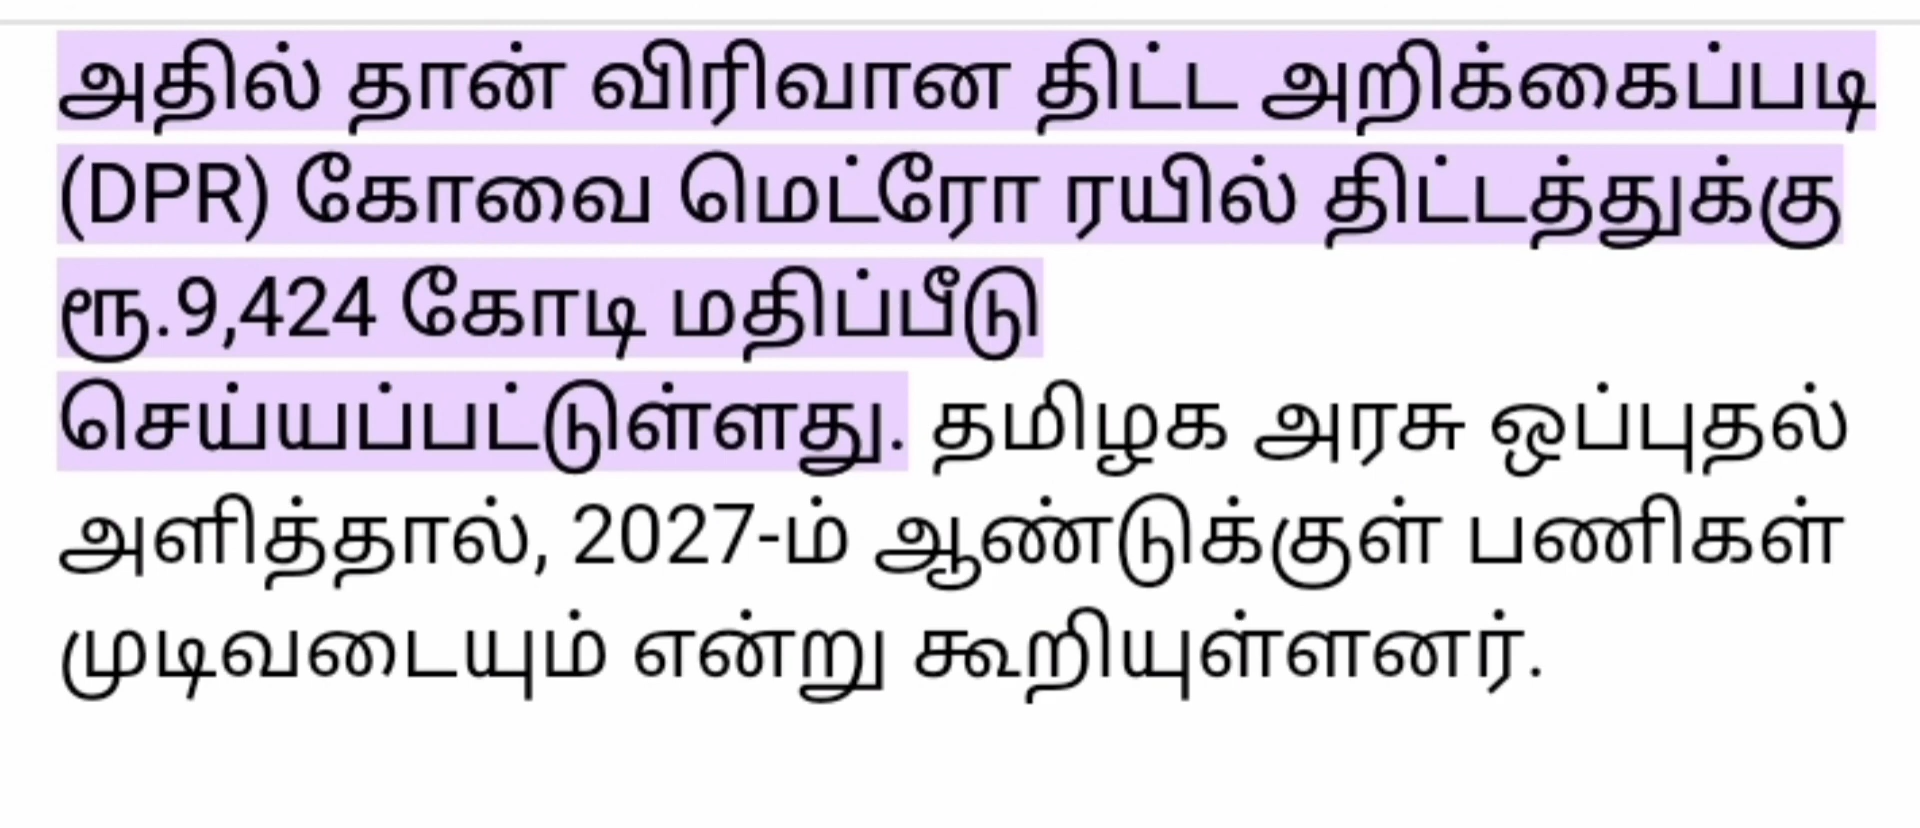 அதில் தான் விரிவான திட்ட அறிக்கைப்படி
(DPR) கோவை மெட்ரோ ரயில் திட்டத்துக்கு
ரூ.9,424 கோடி மதிப்பீடு
செய்யப்பட்டுள்ளது. தமிழக அரசு ஒப்புதல்
அளித்தால், 2027-ம் ஆண்டுக்குள் பணிகள்
முடிவடையும் என்று கூறியுள்ளனர்.